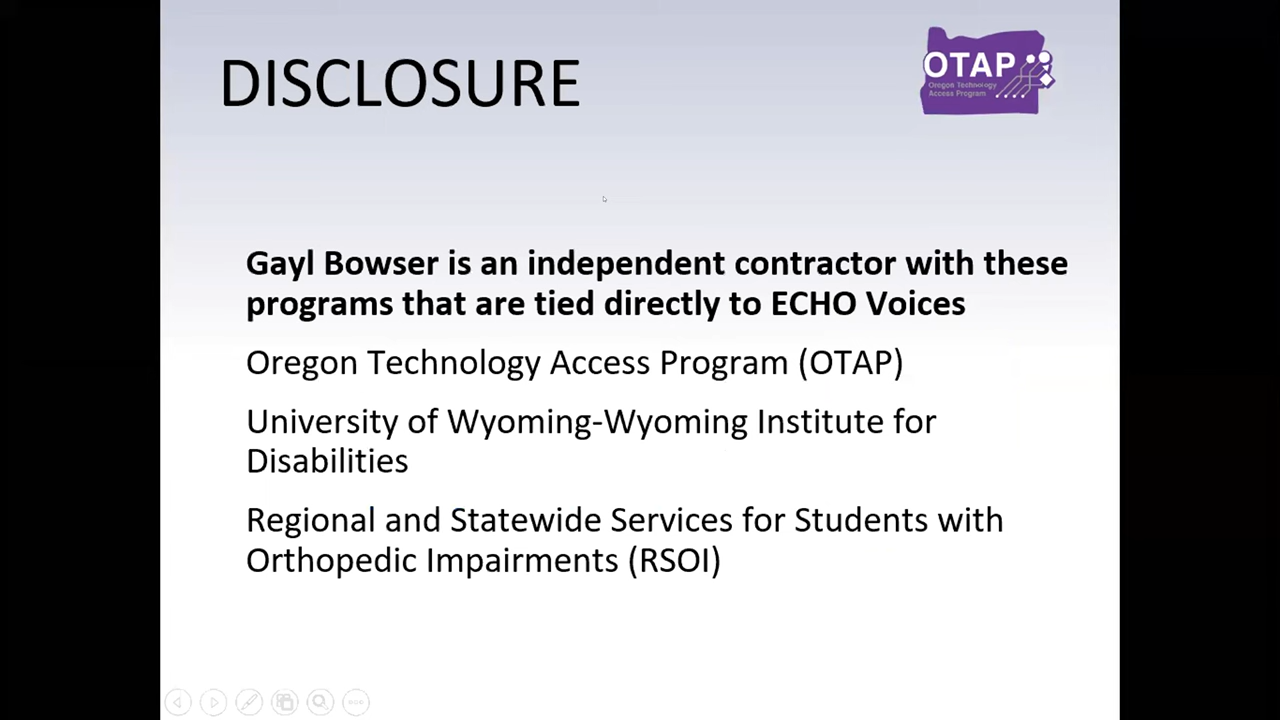 DISCLOSURE
OTAP
Oregon Technology
Access Program
Gayl Bowser is an independent contractor with these
programs that are tied directly to ECHO Voices
Oregon Technology Access Program (OTAP)
University of Wyoming-Wyoming Institute for
Disabilities
Regional and Statewide Services for Students with
Orthopedic Impairments (RSOI)